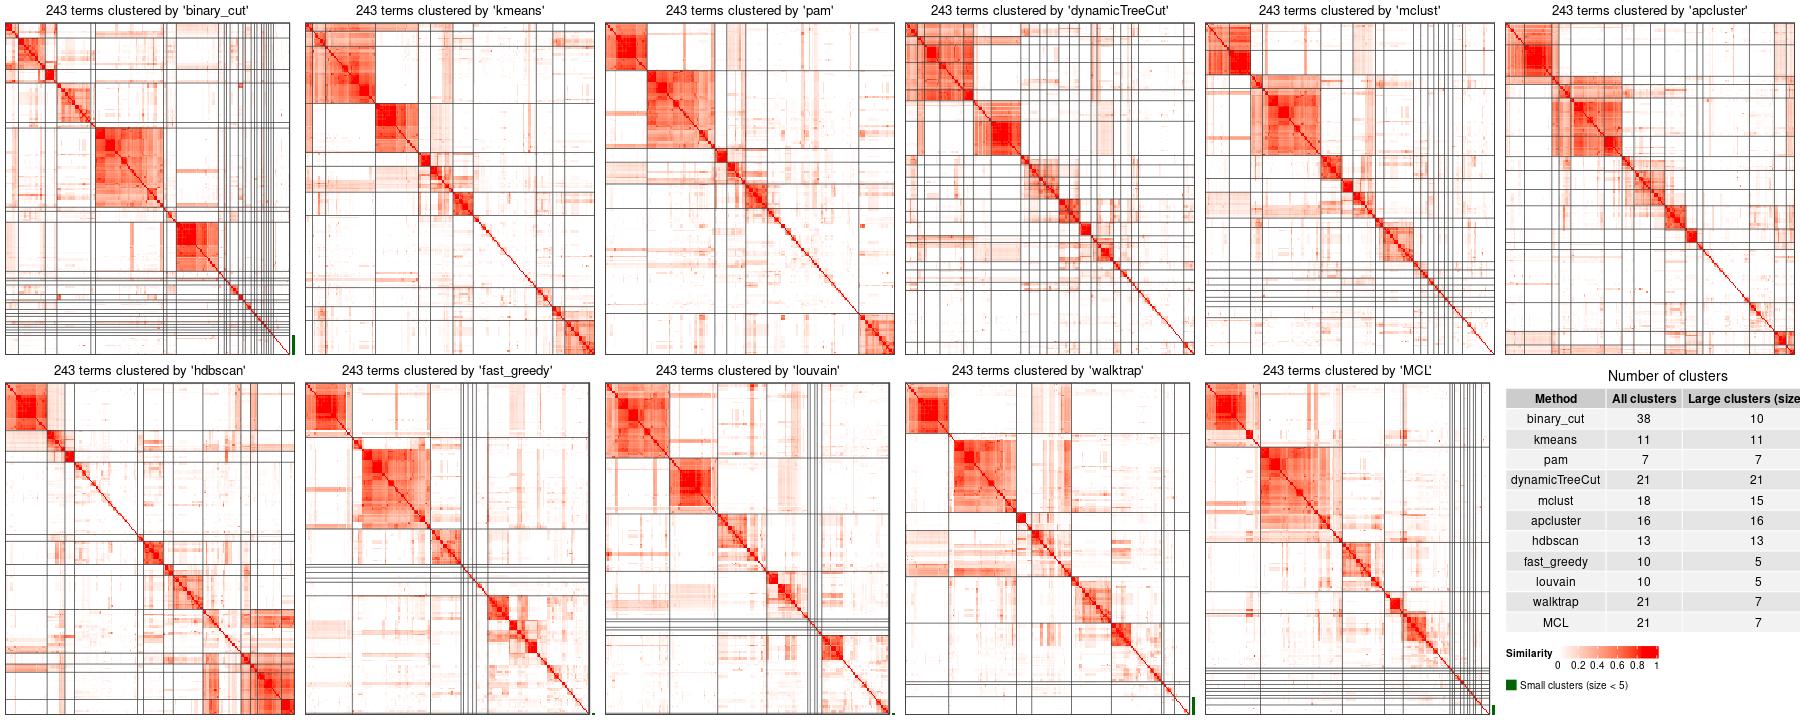 243 terms clustered by 'binary_cut'
243 terms clustered by 'kmeans'
243 terms clustered by 'pam'
243 terms clustered by 'dynamicTreeCut'
243 terms clustered by 'mclust'
243 terms clustered by 'apcluster'
243 terms clustered by 'hdbscan'
243 terms clustered by 'fast_greedy'
243 terms clustered by 'louvain'
243 terms clustered by 'walktrap'
243 terms clustered by 'MCL'
Number of clusters
Method All clusters Large clusters (size
binary_cut 38 10
kmeans 11 11
pam 7 7
dynamicTreeCut 21 21
mclust 18 15
apcluster 16 16
hdbscan 13 13
fast_greedy 10 5
louvain 10 5
walktrap 21 7
MCL 21 7
Similarity
0 0.2 0.4 0.6 0.8 1
Small clusters (size < 5)